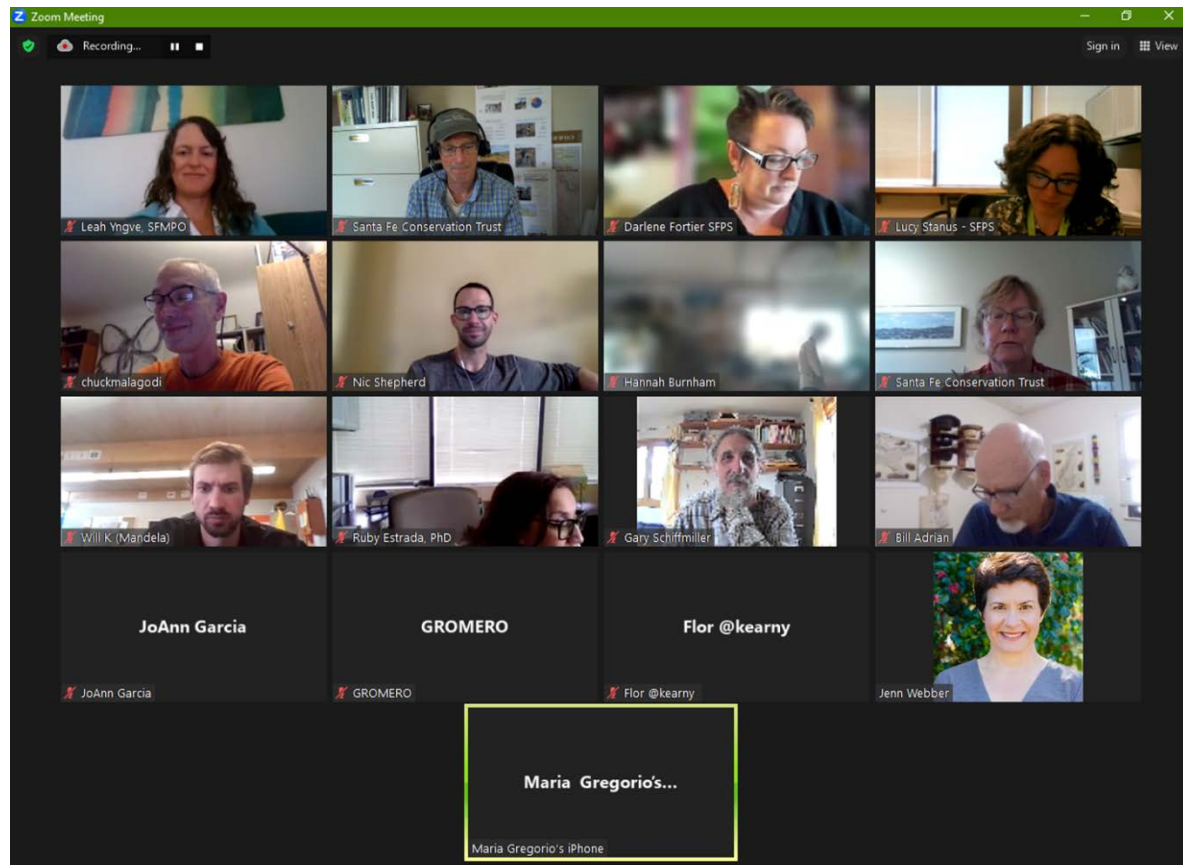 Zoom Meeting
Recording...
Sign in
View
Leah Yngve, SFMPO
Santa Fe Conservation Trust
Darlene Fortier SFPS
Lucy Stanus - SFPS
chuckmalagodi
Nic Shepherd
Hannah Burnham
Santa Fe Conservation Trust
Will K (Mandela)
Ruby Estrada, PhD
Gary Schiffmiller
Bill Adrian
JoAnn Garcia
JoAnn Garcia
GROMERO
GROMERO
Flor @kearny
Flor @kearny
Jenn Webber
Maria Gregorio's...
Maria Gregorio's iPhone